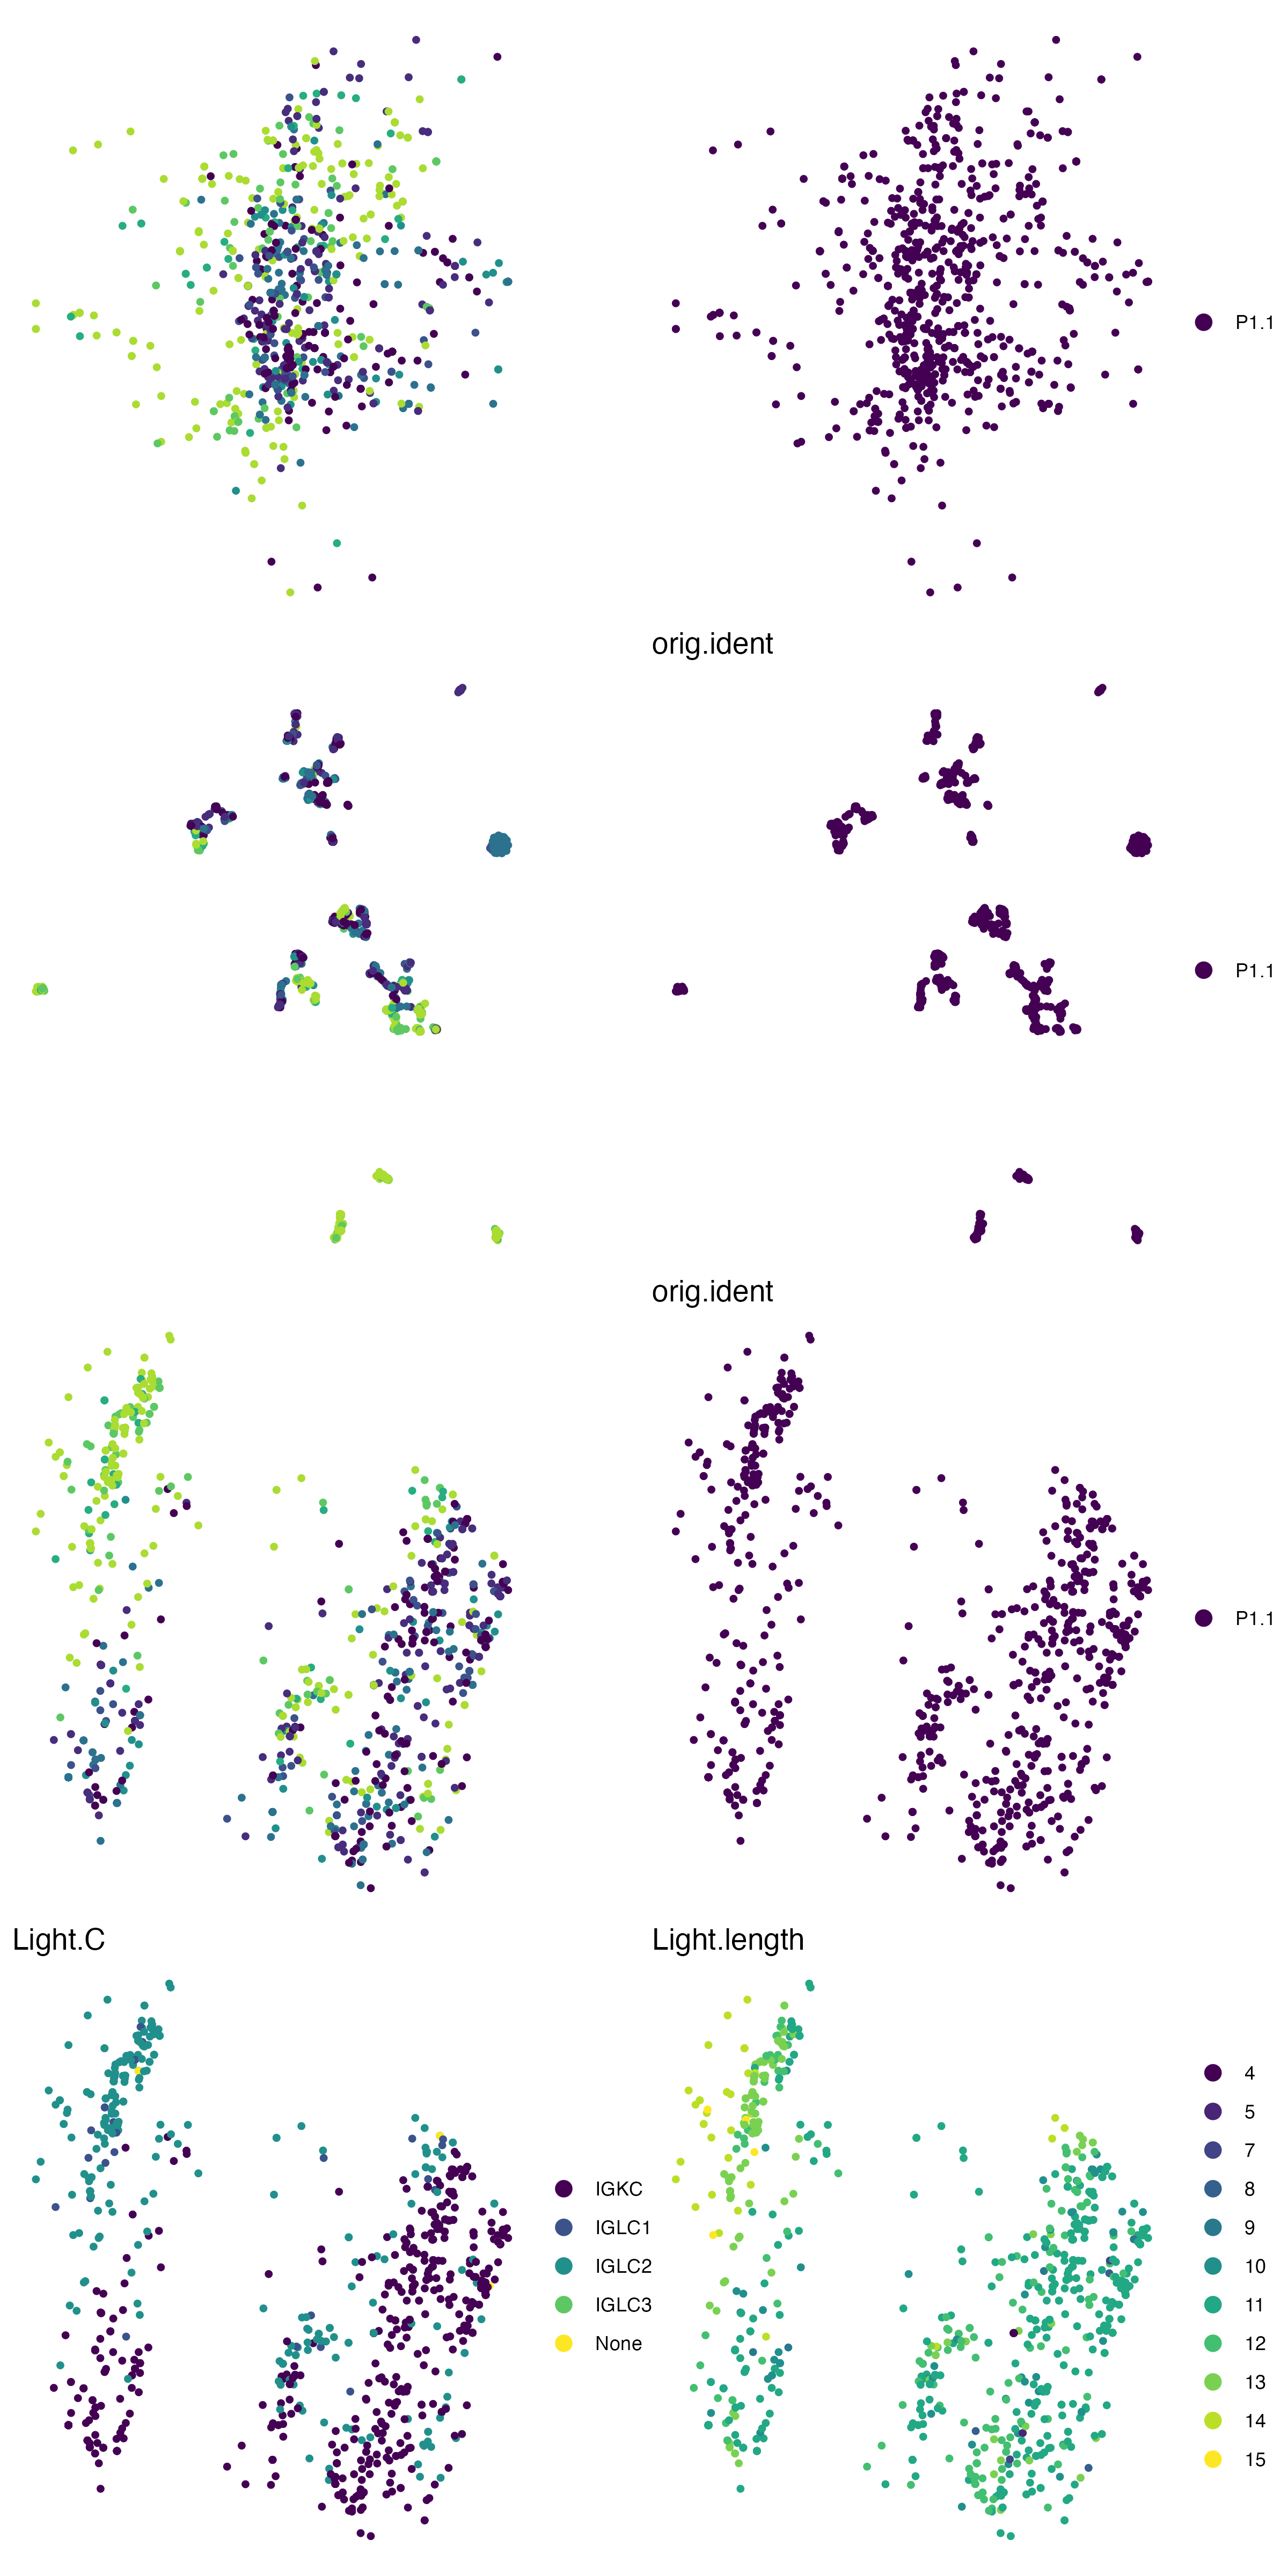 P1.1
orig.ident
P1.1
orig.ident
P1.1
Light.C
IGKC
IGLC1
IGLC2
IGLC3
None
Light.length
4
5
7
8
9
10
11
12
13
14
15